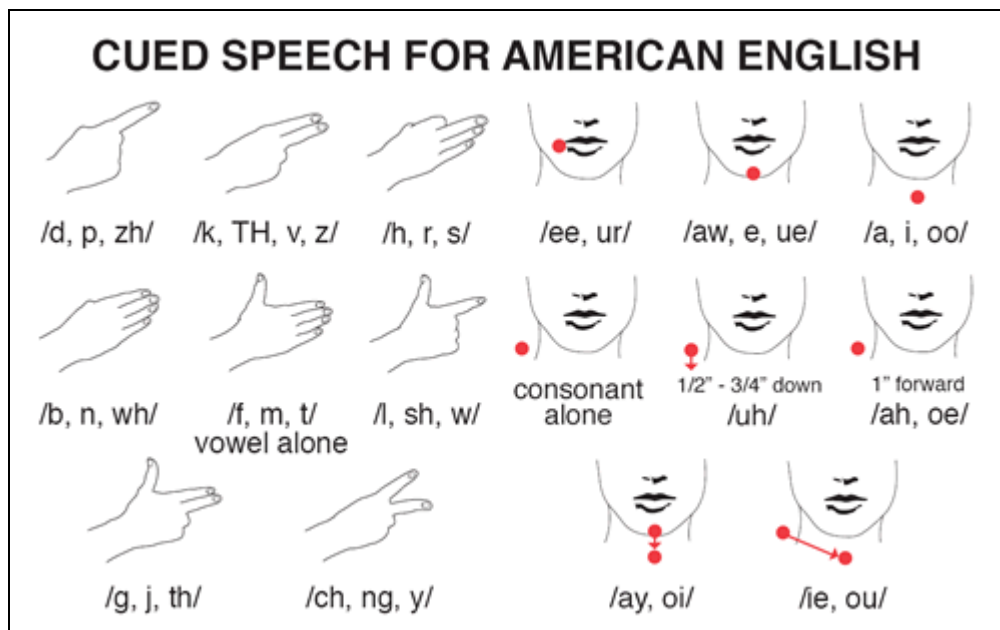 CUED SPEECH FOR AMERICAN ENGLISH
/d, p, zh/
/k, TH, v, z/
/h, r, s/
/ee, ur/
/aw, e, ue/
/a, i, oo/
/b, n, wh/
/f, m, t/
vowel alone
/l, sh, w/
consonant
alone
1/2" - 3/4" down
/uh/
1" forward
/ah, oe/
/g, j, th/
/ch, ng, y/
/ay, oi/
/ie, ou/